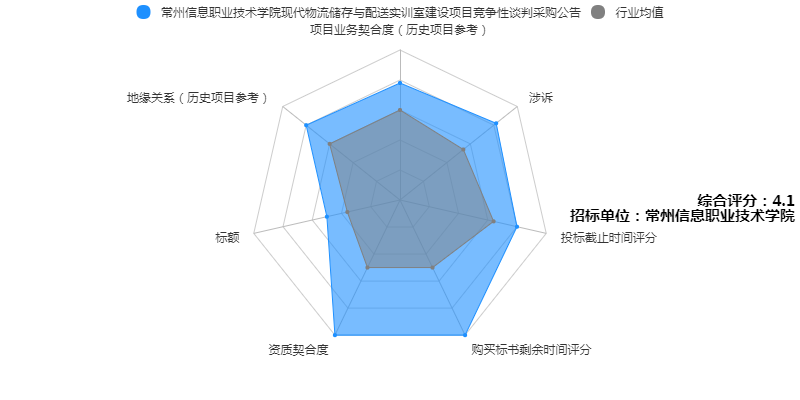 常州信息职业技术学院现代物流储存与配送实训室建设项目竞争性谈判采购公告 行业均值
项目业务契合度（历史项目参考）
地缘关系（历史项目参考）
涉诉
综合评分：4.1
招标单位：常州信息职业技术学院
标额
投标截止时间评分
资质契合度
购买标书剩余时间评分